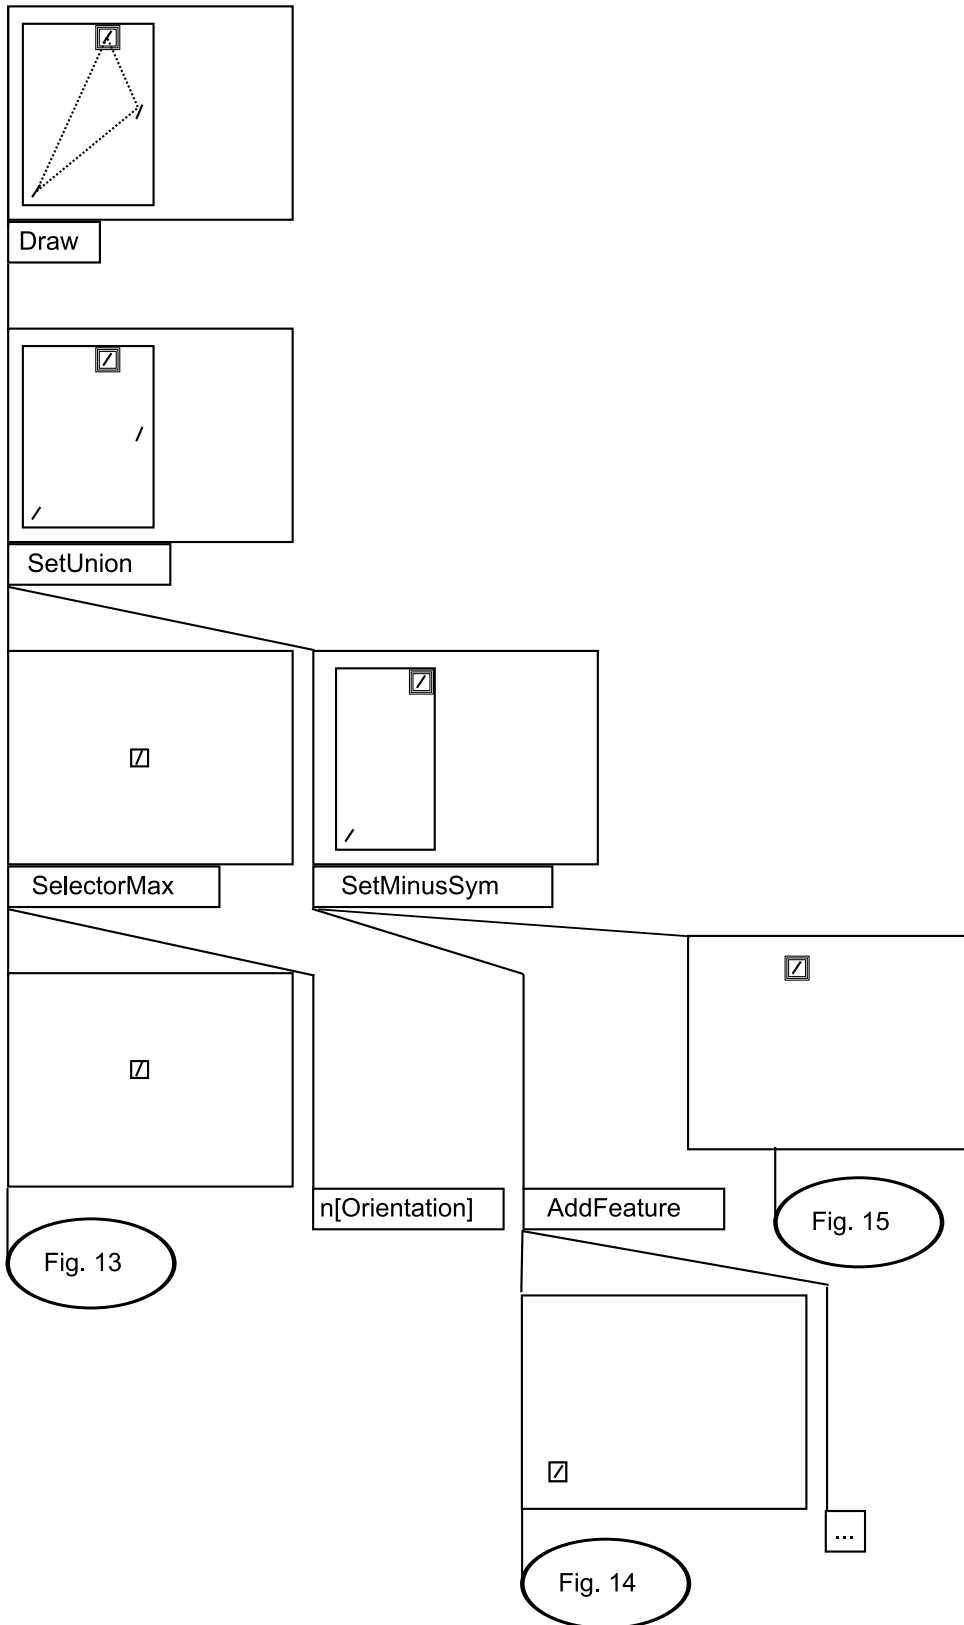 Draw
SetUnion
SelectorMax
SetMinusSym
n[Orientation]
AddFeature
Fig. 15
Fig. 13
...
Fig. 14